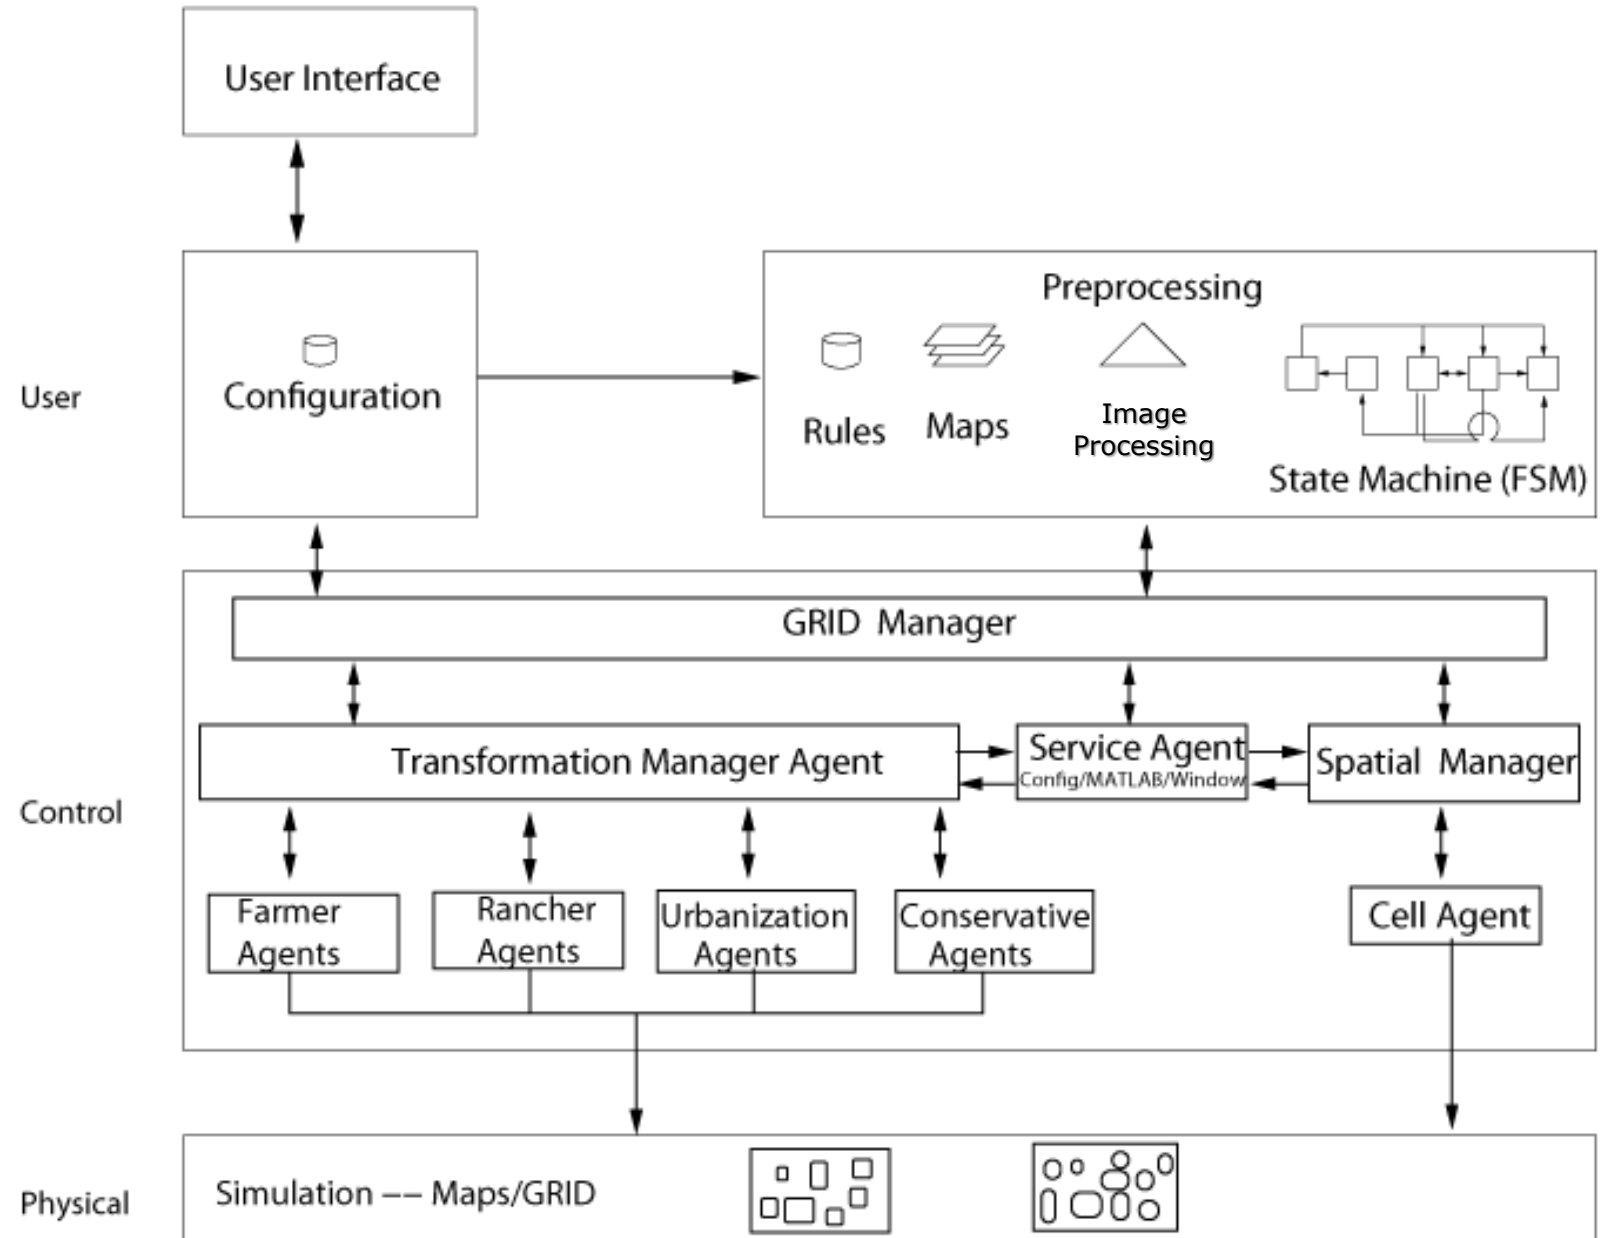 User Interface
User
Configuration
Preprocessing
Rules
Maps
Image
Processing
State Machine (FSM)
Control
GRID Manager
Transformation Manager Agent
Service Agent
Config/MATLAB/Window
Spatial Manager
Farmer
Agents
Rancher
Agents
Urbanization
Agents
Conservative
Agents
Cell Agent
Physical
Simulation –– Maps/GRID